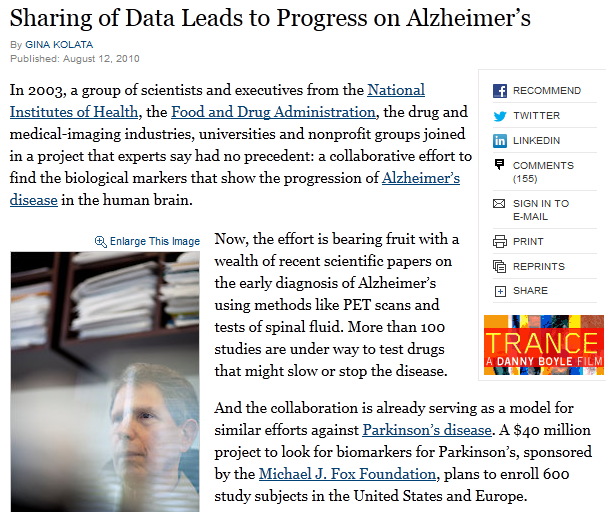 Sharing of Data Leads to Progress on Alzheimer’s
By GINA KOLATA
Published: August 12, 2010
In 2003, a group of scientists and executives from the National
Institutes of Health, the Food and Drug Administration, the drug and
medical-imaging industries, universities and nonprofit groups joined
in a project that experts say had no precedent: a collaborative effort to
find the biological markers that show the progression of Alzheimer’s
disease in the human brain.
RECOMMEND
TWITTER
LINKEDIN
COMMENTS
(155)
SIGN IN TO
E-MAIL
PRINT
REPRINTS
SHARE
TRANCE
A DANNY BOYLE FILM
Enlarge This Image
Now, the effort is bearing fruit with a
wealth of recent scientific papers on
the early diagnosis of Alzheimer’s
using methods like PET scans and
tests of spinal fluid. More than 100
studies are under way to test drugs
that might slow or stop the disease.
And the collaboration is already serving as a model for
similar efforts against Parkinson’s disease. A $40 million
project to look for biomarkers for Parkinson’s, sponsored
by the Michael J. Fox Foundation, plans to enroll 600
study subjects in the United States and Europe.